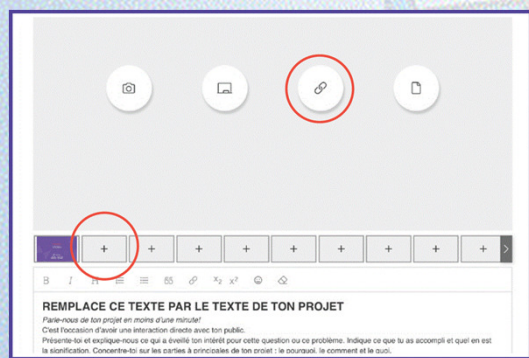 REMPLACE CE TEXTE PAR LE TEXTE DE TON PROJET
Parle-nous de ton projet en moins d'une minute!
C'est l'occasion d'avoir une interaction directe avec ton public.
Présente-toi et explique-nous ce qui a éveillé ton intérêt pour cette question ou ce problème. Indique ce que tu as accompli et quel en est
la signification. Concentre-toi sur les parties à principales de ton projet : le pourquoi, le comment et le quoi.